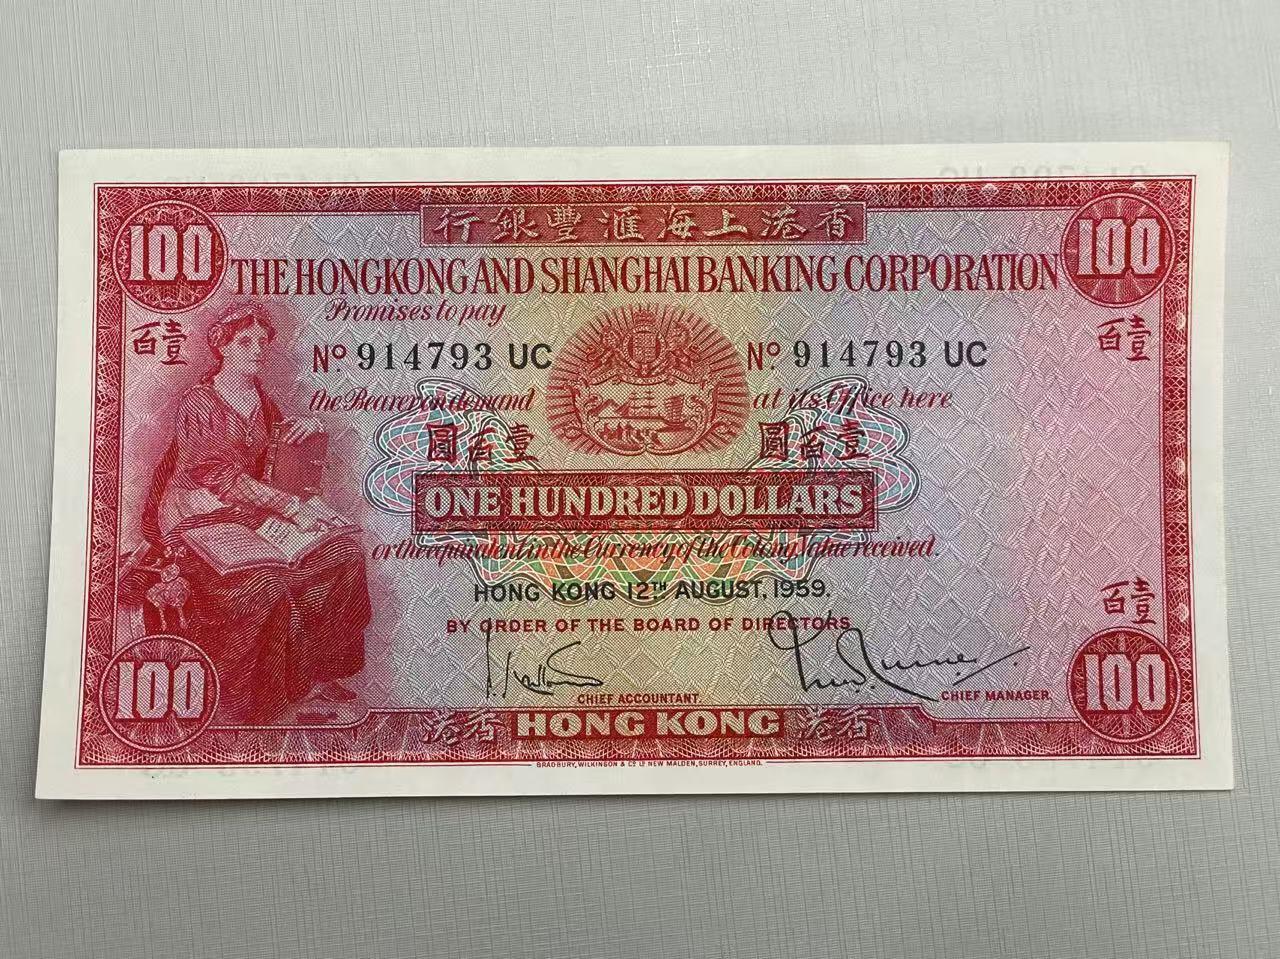 香港上海滙豐銀行
100 100
THE HONGKONG AND SHANGHAI BANKING CORPORATION
Promises to pay
壹百 壹百
Nº 914793 UC Nº 914793 UC
the Bearer on demand at its Office here
壹百圓 壹百圓
ONE HUNDRED DOLLARS
or the equivalent in the Currency of the Colony, Value received.
HONG KONG 12TH AUGUST, 1959.
壹百
BY ORDER OF THE BOARD OF DIRECTORS
100 100
CHIEF ACCOUNTANT. CHIEF MANAGER.
香港 HONG KONG 香港
BRADBURY, WILKINSON & Cº Lº NEW MALDEN, SURREY, ENGLAND.